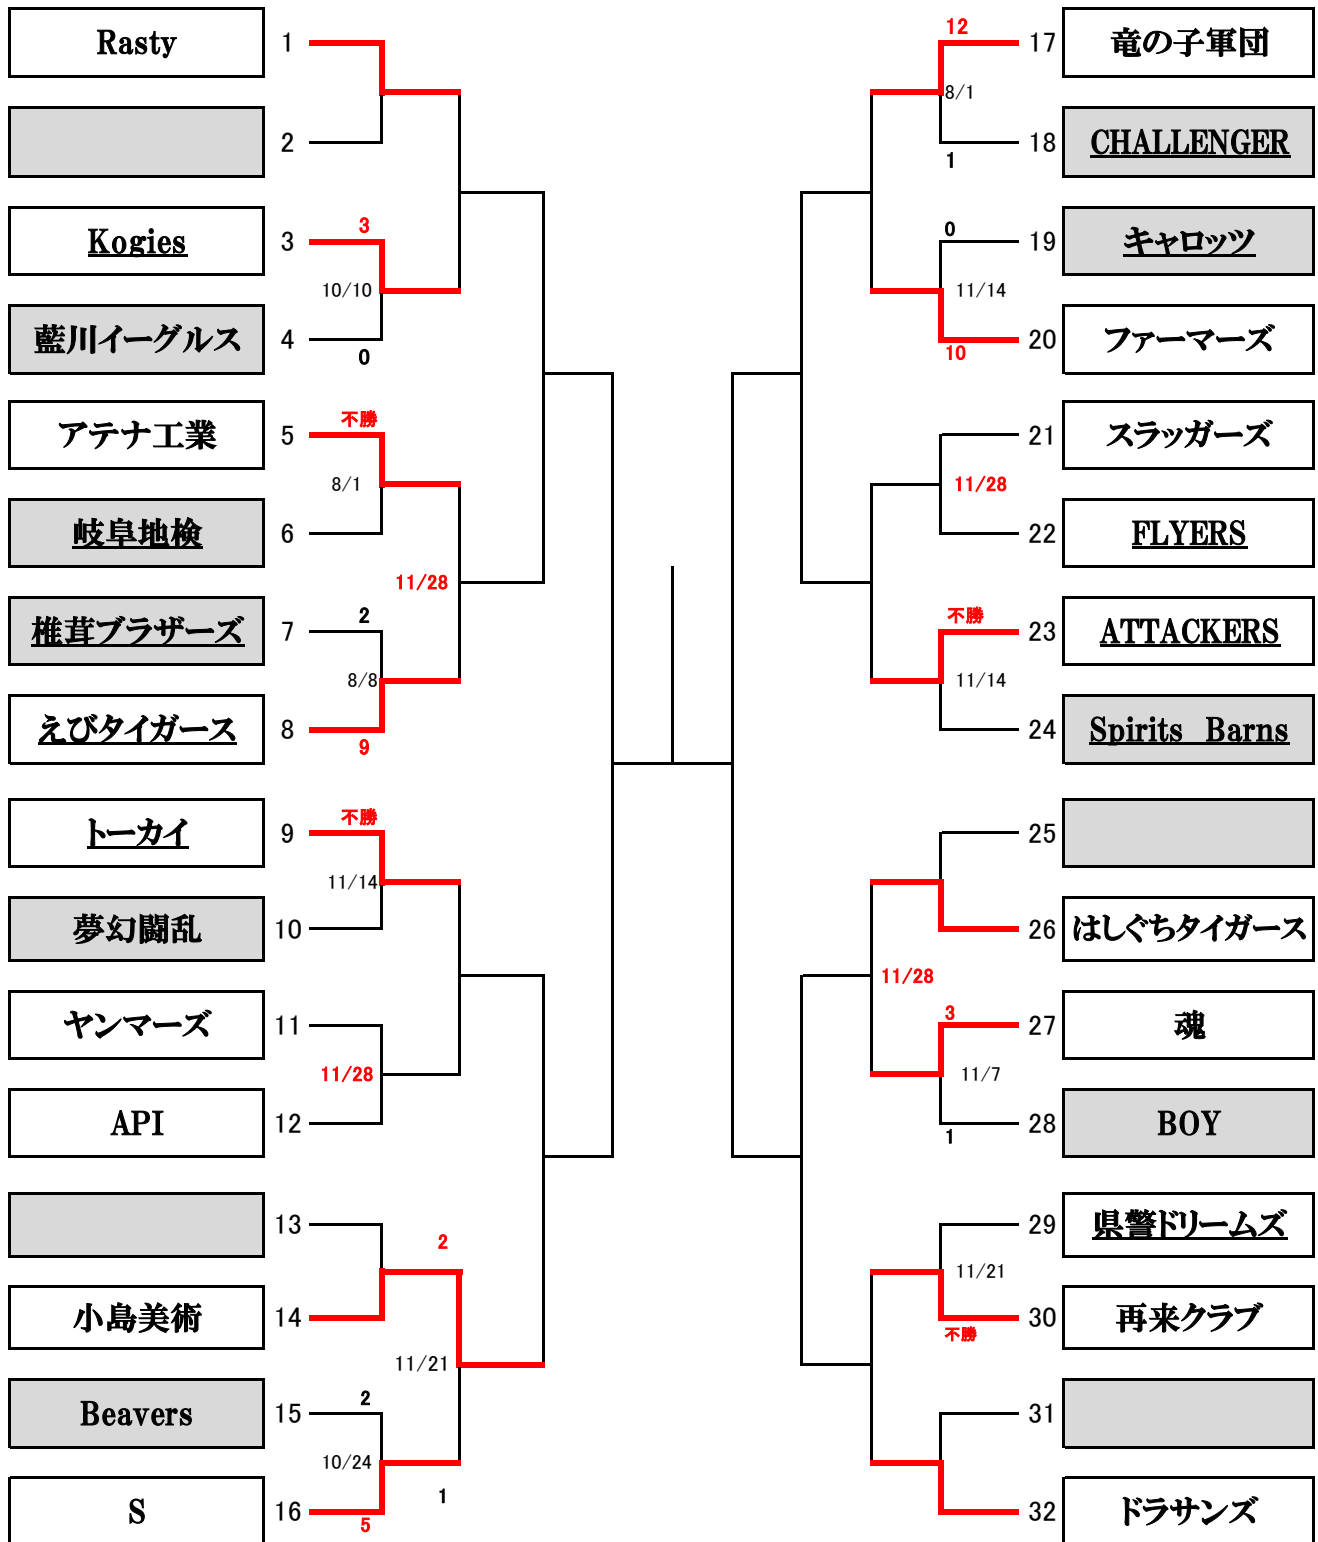 Rasty 1
2
3
Kogies 3
10/10
藍川イーグルス 4
0
不勝
アテナ工業 5
8/1
岐阜地検 6
11/28
2
椎茸ブラザーズ 7
8/8
えびタイガース 8
9
不勝
トーカイ 9
11/14
夢幻闘乱 10
ヤンマーズ 11
11/28
API 12
13
2
小島美術 14
11/21
2
Beavers 15
10/24
1
S 16
5
12
17 竜の子軍団
8/1
18 CHALLENGER
1
0
19 キャロッツ
11/14
20 ファーマーズ
10
21 スラッガーズ
11/28
22 FLYERS
不勝
23 ATTACKERS
11/14
24 Spirits Barns
25
26 はしぐちタイガース
11/28
3
27 魂
11/7
28 BOY
1
29 県警ドリームズ
11/21
30 再来クラブ
不勝
31
32 ドラサンズ